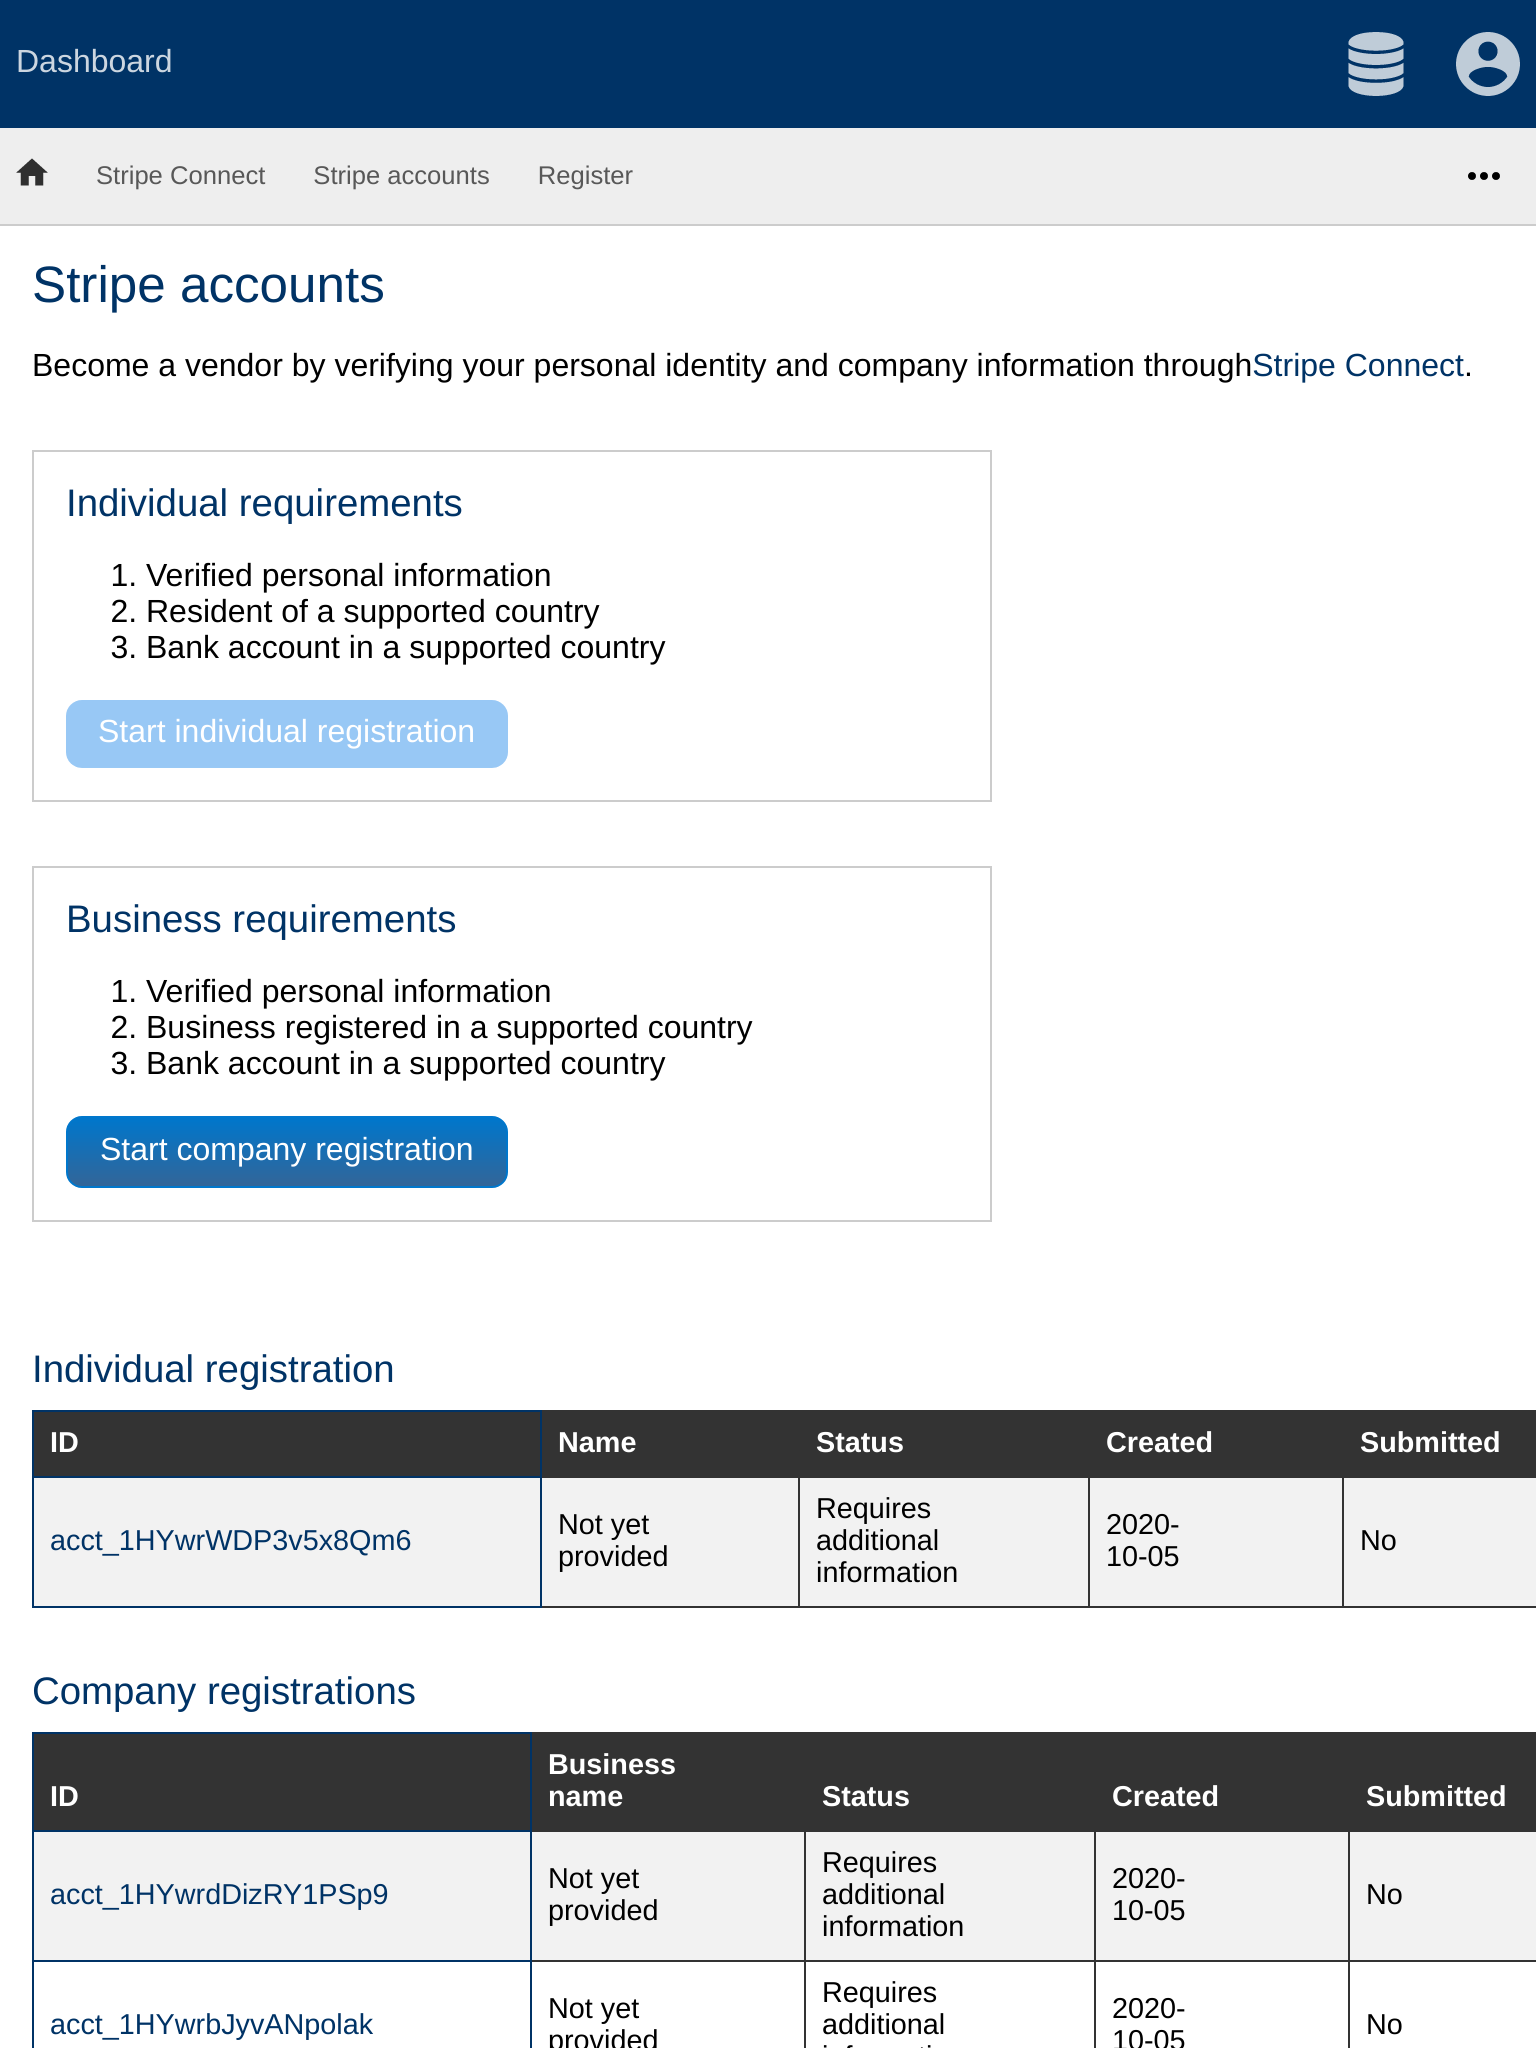 Dashboard
Stripe Connect Stripe accounts Register
Stripe accounts
Become a vendor by verifying your personal identity and company information throughStripe Connect.
Individual requirements
1. Verified personal information
2. Resident of a supported country
3. Bank account in a supported country
Start individual registration
Business requirements
1. Verified personal information
2. Business registered in a supported country
3. Bank account in a supported country
Start company registration
Individual registration
ID Name Status Created Submitted
acct_1HYwrWDP3v5x8Qm6 Not yet provided Requires additional information 2020-10-05 No
Company registrations
ID Business name Status Created Submitted
acct_1HYwrdDizRY1PSp9 Not yet provided Requires additional information 2020-10-05 No
acct_1HYwrbJyvANpolak Not yet provided Requires additional 2020-10-05 No